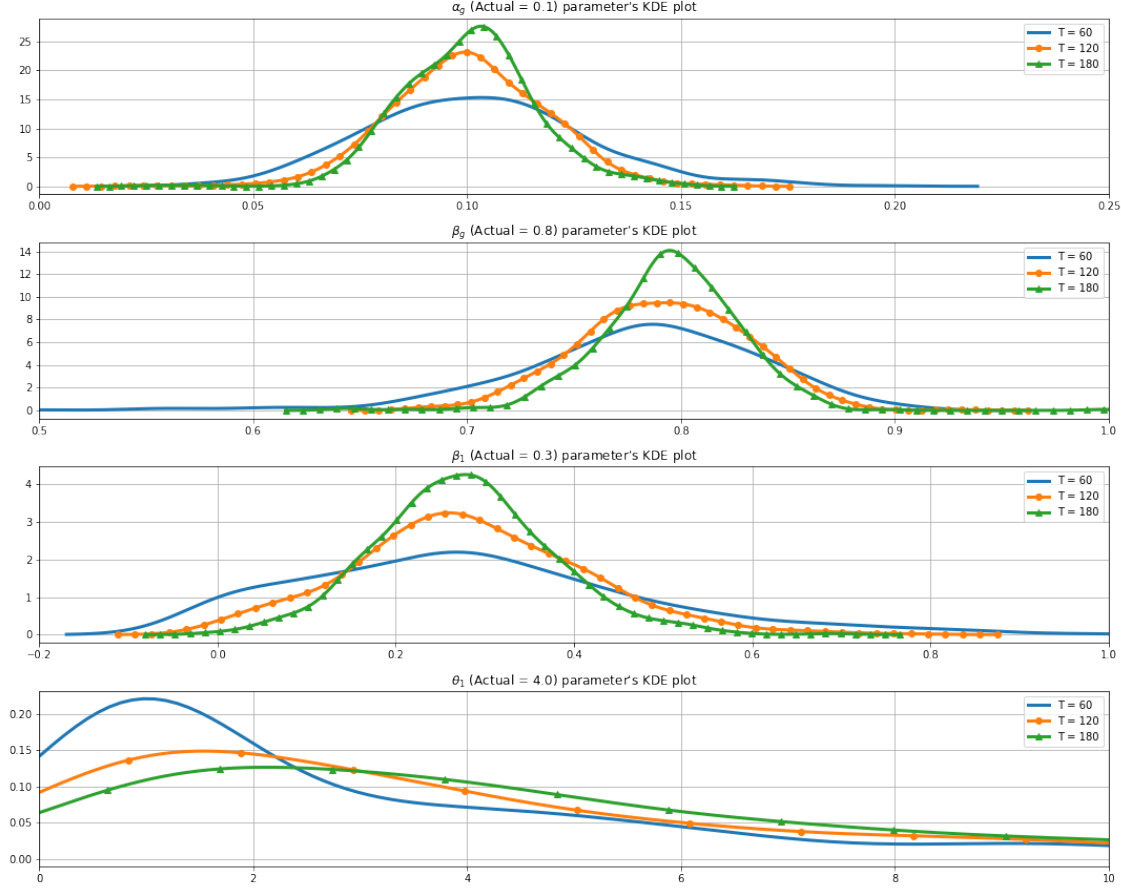 α_g (Actual = 0.1) parameter's KDE plot
25
20
15
10
5
0
T = 60
T = 120
T = 180
0.00 0.05 0.10 0.15 0.20 0.25
β_g (Actual = 0.8) parameter's KDE plot
14
12
10
8
6
4
2
0
T = 60
T = 120
T = 180
0.5 0.6 0.7 0.8 0.9 1.0
β_1 (Actual = 0.3) parameter's KDE plot
4
3
2
1
0
T = 60
T = 120
T = 180
−0.2 0.0 0.2 0.4 0.6 0.8 1.0
θ_1 (Actual = 4.0) parameter's KDE plot
0.20
0.15
0.10
0.05
0.00
T = 60
T = 120
T = 180
0 2 4 6 8 10